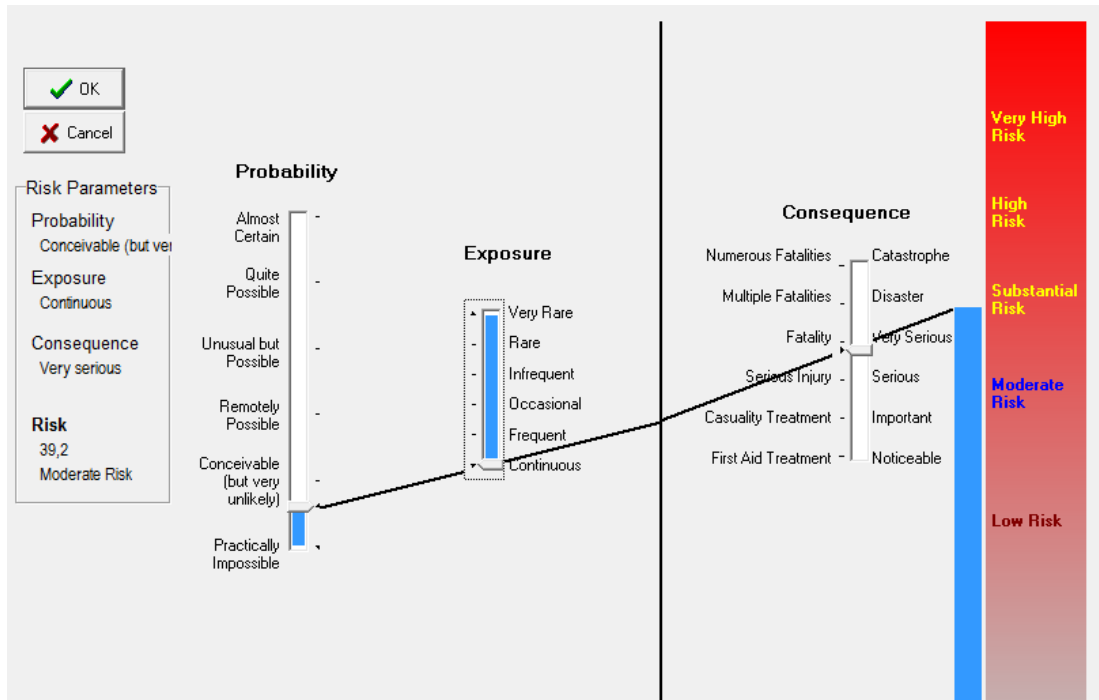 OK
Cancel
Risk Parameters
Probability
Conceivable (but ver
Exposure
Continuous
Consequence
Very serious
Risk
39,2
Moderate Risk
Probability
Almost
Certain
Quite
Possible
Unusual but
Possible
Remotely
Possible
Conceivable
(but very
unlikely)
Practically
Impossible
Exposure
Very Rare
Rare
Infrequent
Occasional
Frequent
Continuous
Consequence
Numerous Fatalities
Multiple Fatalities
Fatality
Serious Injury
Casuality Treatment
First Aid Treatment
Catastrophe
Disaster
Very Serious
Serious
Important
Noticeable
Very High
Risk
High
Risk
Substantial
Risk
Moderate
Risk
Low Risk